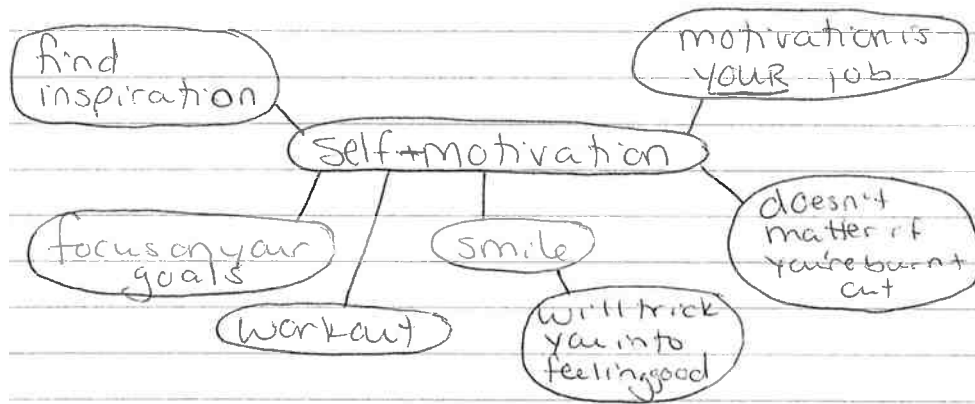 find
inspiration
motivation is
YOUR job
self+motivation
focus on your
goals
workout
smile
will trick
you into
feeling good
doesn't
matter if
you're burnt
out